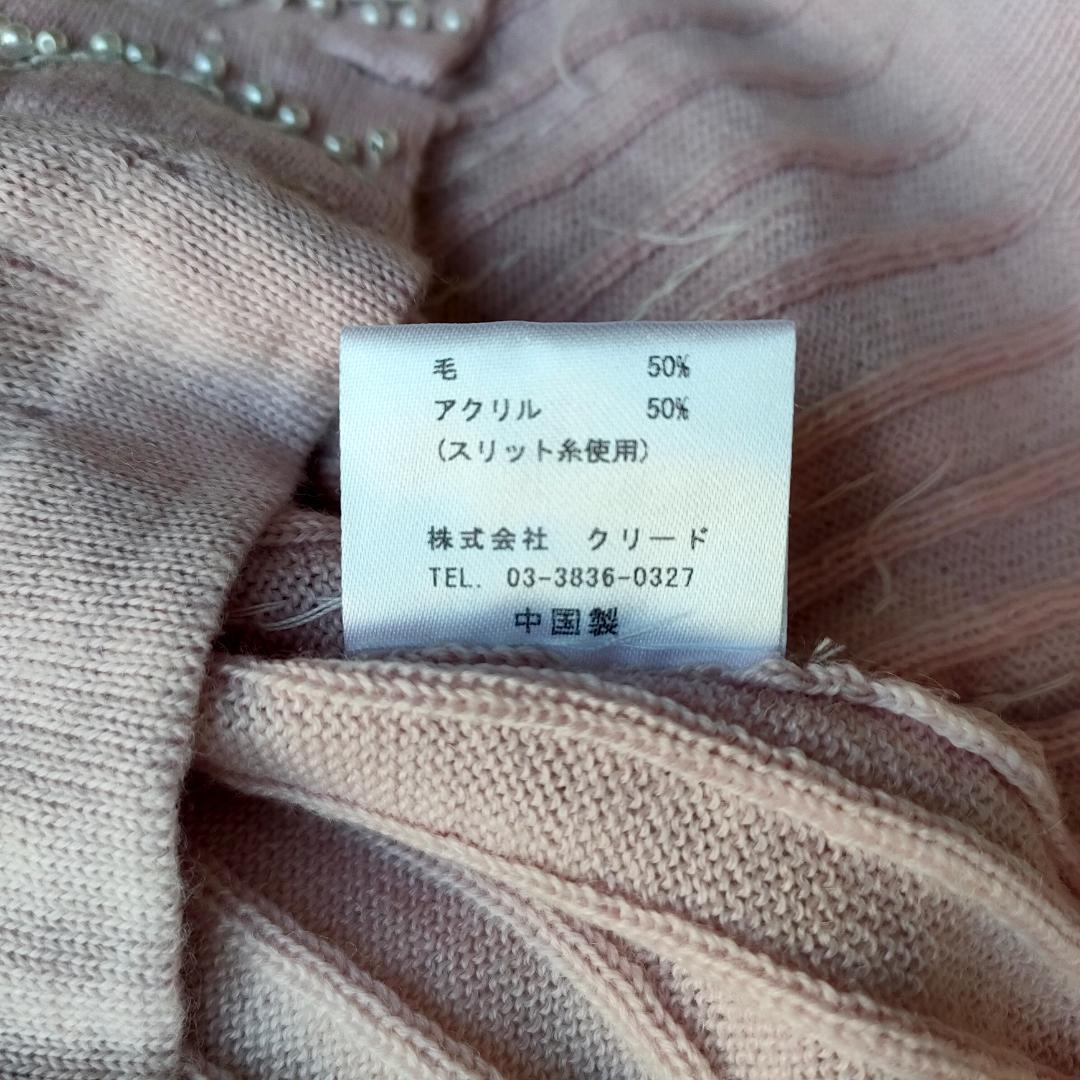 毛 50%
アクリル 50%
(スリット糸使用)
株式会社 クリード
TEL. 03-3836-0327
中国製